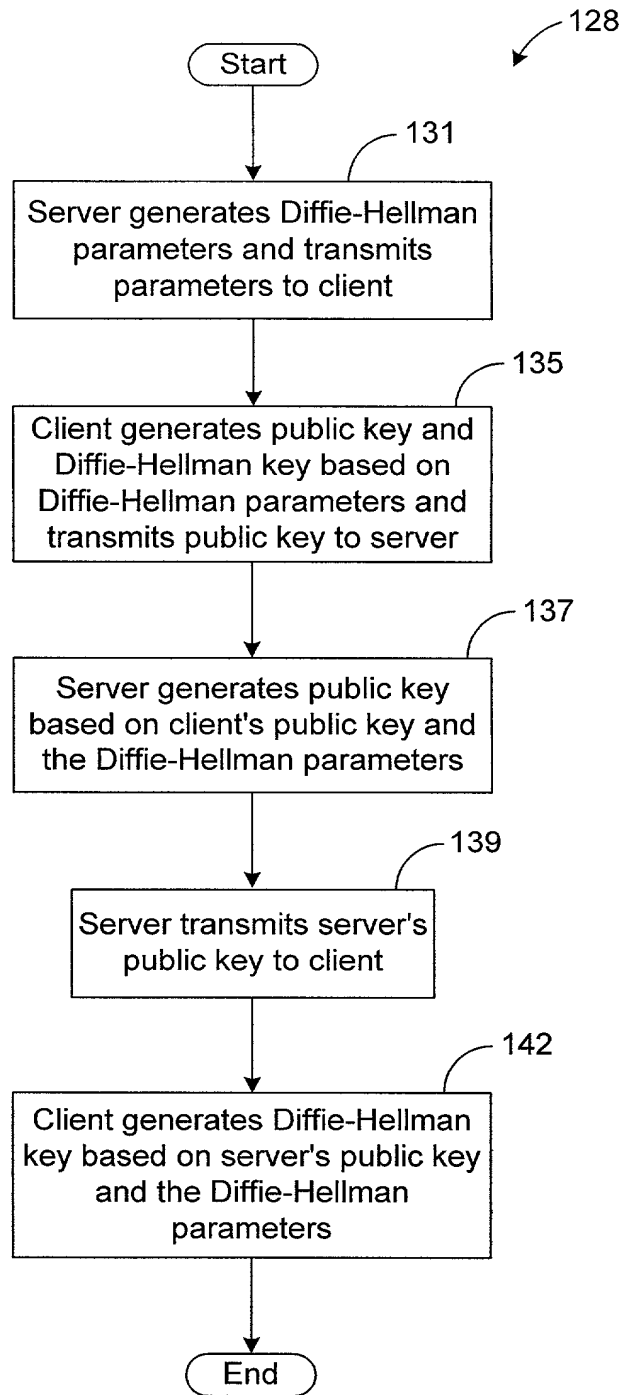 128
Start
131
Server generates Diffie-Hellman
parameters and transmits
parameters to client
135
Client generates public key and
Diffie-Hellman key based on
Diffie-Hellman parameters and
transmits public key to server
137
Server generates public key
based on client's public key and
the Diffie-Hellman parameters
139
Server transmits server's
public key to client
142
Client generates Diffie-Hellman
key based on server's public key
and the Diffie-Hellman
parameters
End